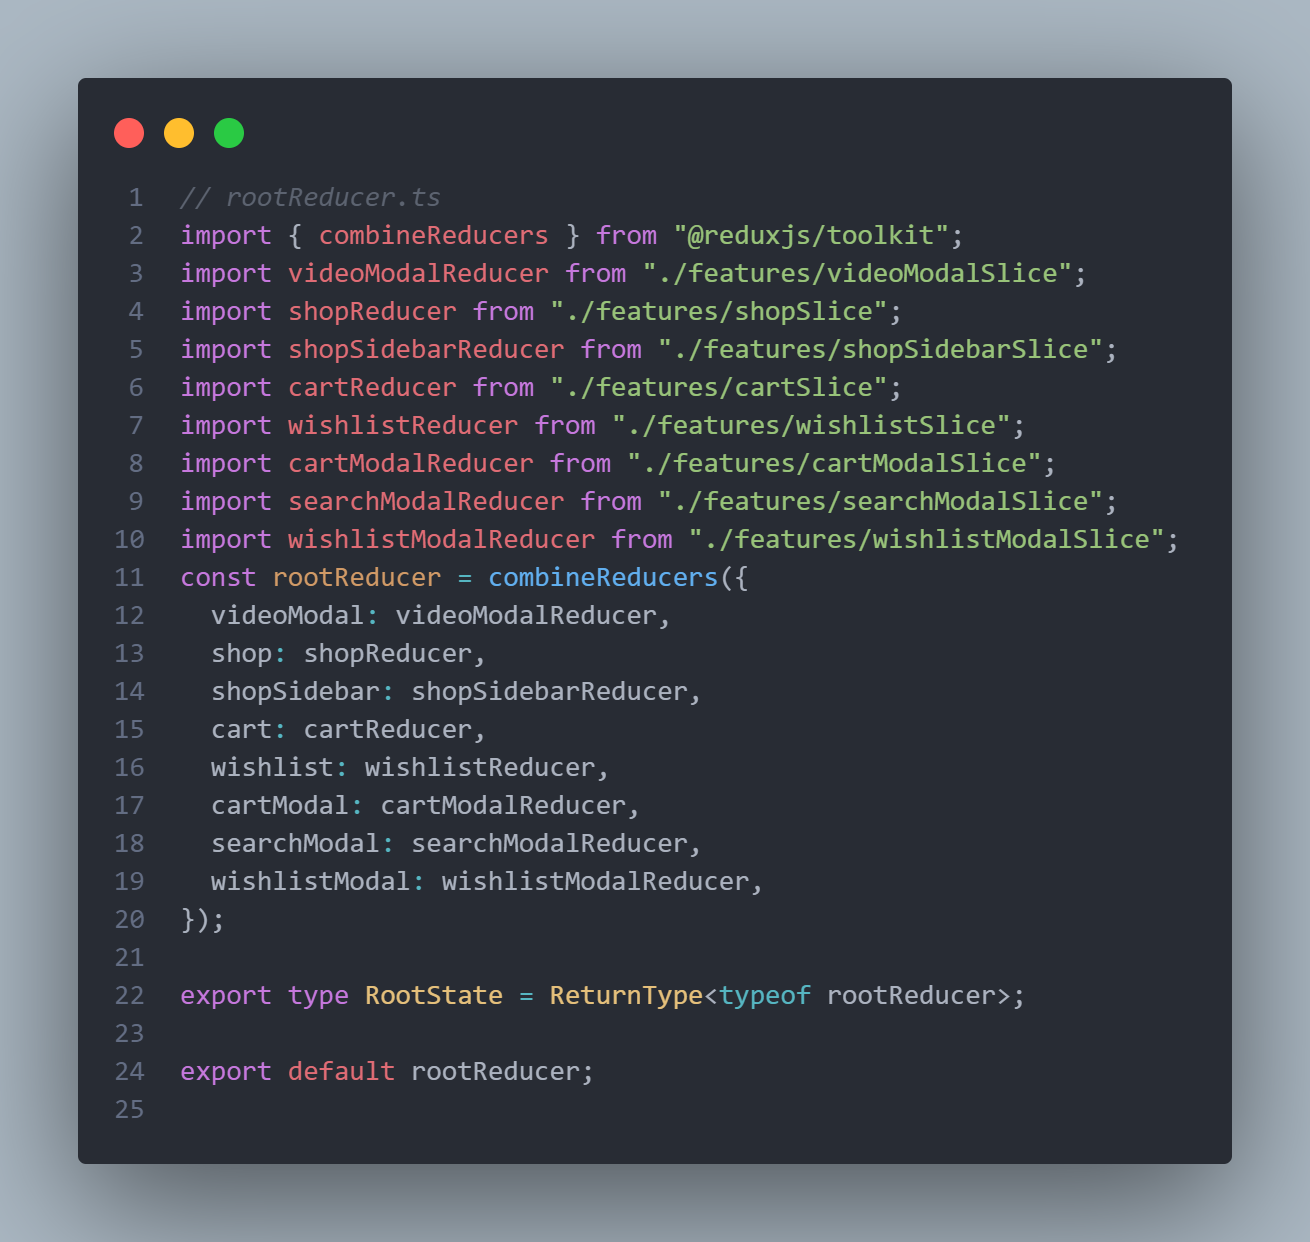 1 // rootReducer.ts
2 import { combineReducers } from "@reduxjs/toolkit";
3 import videoModalReducer from "./features/videoModalSlice";
4 import shopReducer from "./features/shopSlice";
5 import shopSidebarReducer from "./features/shopSidebarSlice";
6 import cartReducer from "./features/cartSlice";
7 import wishlistReducer from "./features/wishlistSlice";
8 import cartModalReducer from "./features/cartModalSlice";
9 import searchModalReducer from "./features/searchModalSlice";
10 import wishlistModalReducer from "./features/wishlistModalSlice";
11 const rootReducer = combineReducers({
12   videoModal: videoModalReducer,
13   shop: shopReducer,
14   shopSidebar: shopSidebarReducer,
15   cart: cartReducer,
16   wishlist: wishlistReducer,
17   cartModal: cartModalReducer,
18   searchModal: searchModalReducer,
19   wishlistModal: wishlistModalReducer,
20 });
21
22 export type RootState = ReturnType<typeof rootReducer>;
23
24 export default rootReducer;
25